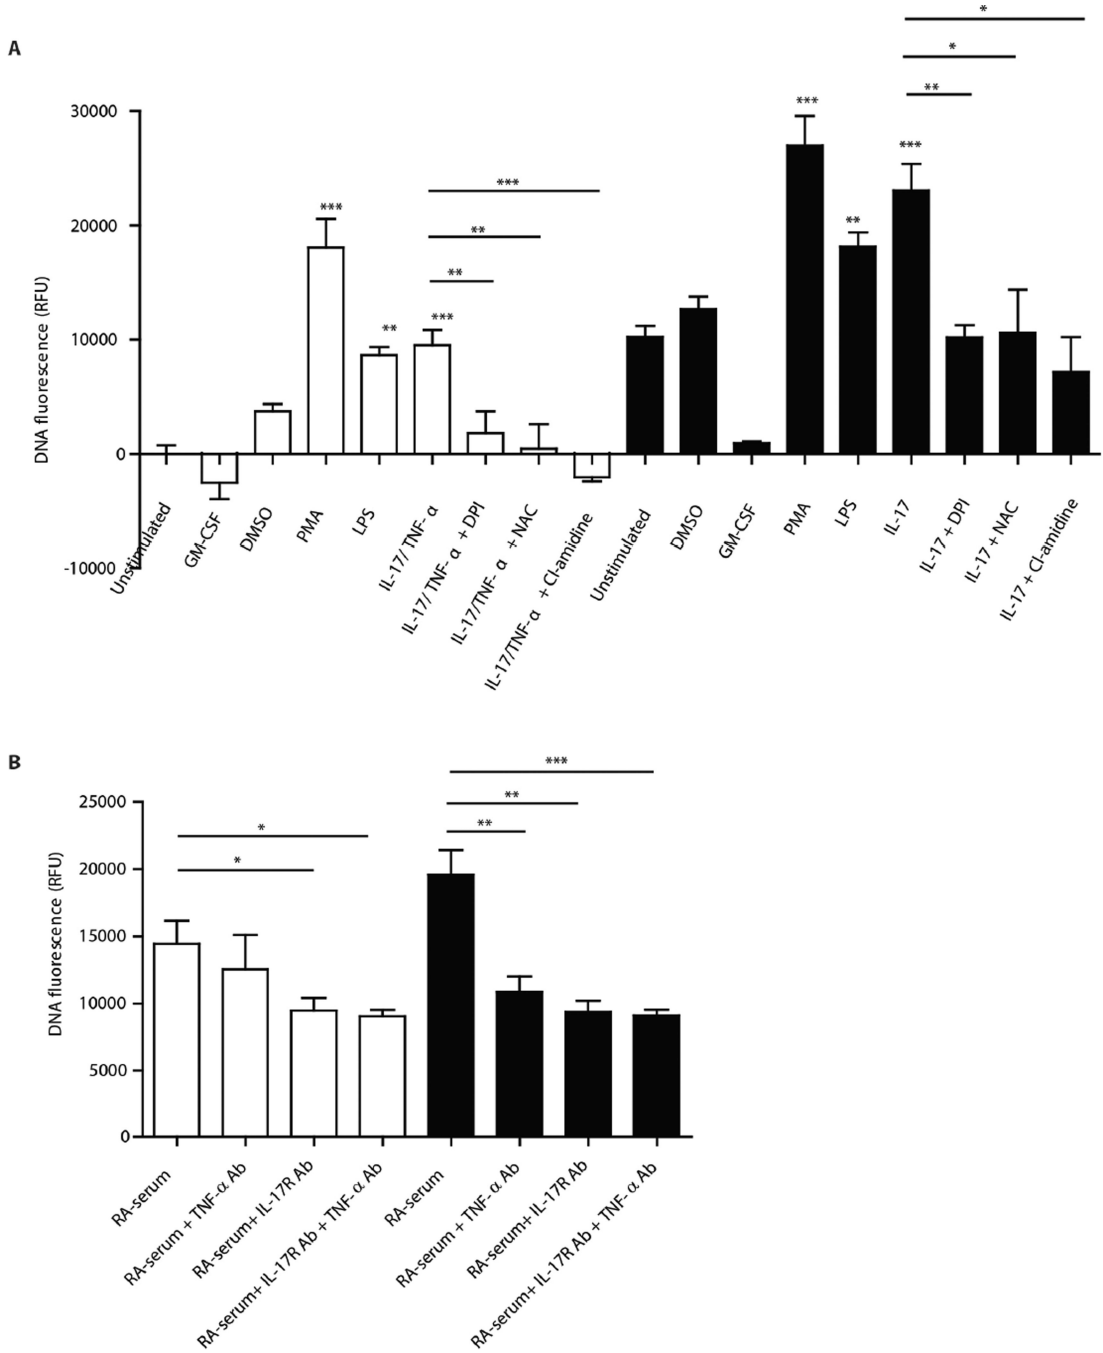 A
*
*
**
***
***
**
**
***
***
**
***
***
**
30000
20000
10000
0
-10000
DNA fluorescence (RFU)
Unstimulated
GM-CSF
DMSO
PMA
LPS
IL-17/ TNF- α
IL-17/ TNF- α + DPI
IL-17/TNF- α + NAC
IL-17/TNF- α + Cl-amidine
Unstimulated
DMSO
GM-CSF
PMA
LPS
IL-17
IL-17 + DPI
IL-17 + NAC
IL-17 + Cl-amidine
B
***
**
**
*
*
25000
20000
15000
10000
5000
0
DNA fluorescence (RFU)
RA-serum
RA-serum + TNF- α Ab
RA-serum+ IL-17R Ab
RA-serum+ IL-17R Ab + TNF- α Ab
RA-serum
RA-serum + TNF- α Ab
RA-serum+ IL-17R Ab
RA-serum+ IL-17R Ab + TNF- α Ab